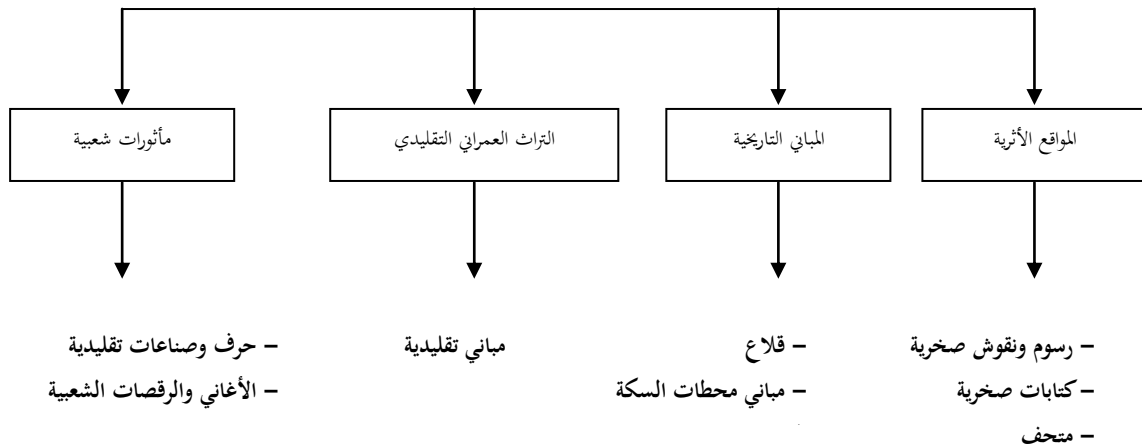 المواقع الأثرية
المباني التاريخية
التراث العمراني التقليدي
مأثورات شعبية
– رسوم ونقوش صخرية
– كتابات صخرية
– متحف
– قلاع
– مباني محطات السكة
مباني تقليدية
– حرف وصناعات تقليدية
– الأغاني والرقصات الشعبية